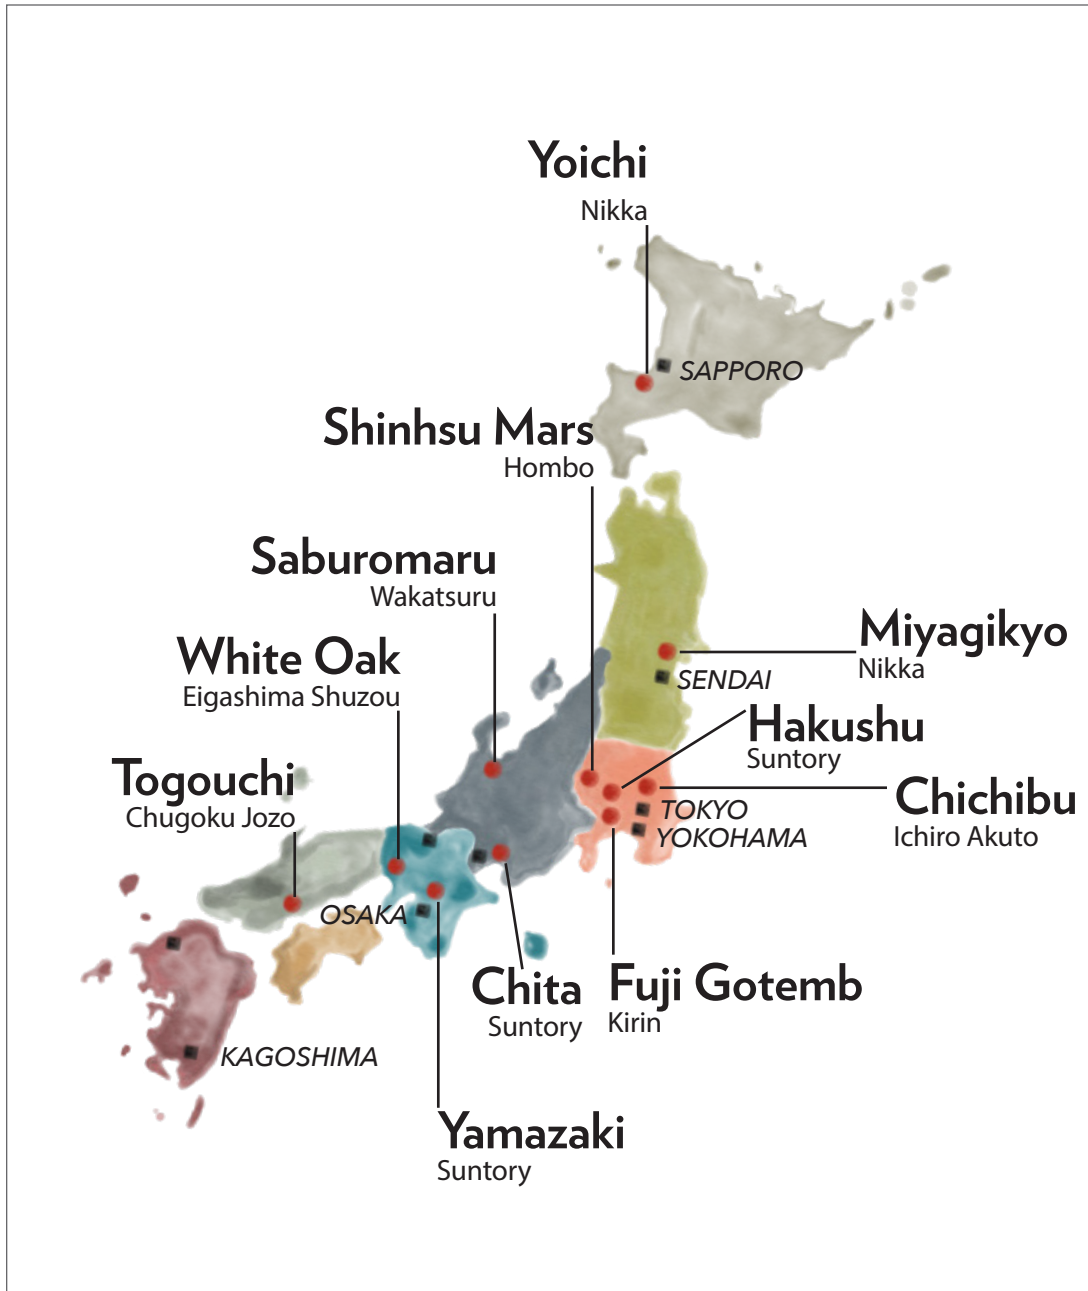 Yoichi
Nikka
SAPPORO
Shinhsu Mars
Hombo
Saburomaru
Wakatsuru
Miyagikyo
Nikka
White Oak
Eigashima Shuzou
SENDAI
Hakushu
Suntory
Togouchi
Chugoku Jozo
Chichibu
Ichiro Akuto
TOKYO
YOKOHAMA
OSAKA
Chita
Suntory
Fuji Gotemb
Kirin
KAGOSHIMA
Yamazaki
Suntory